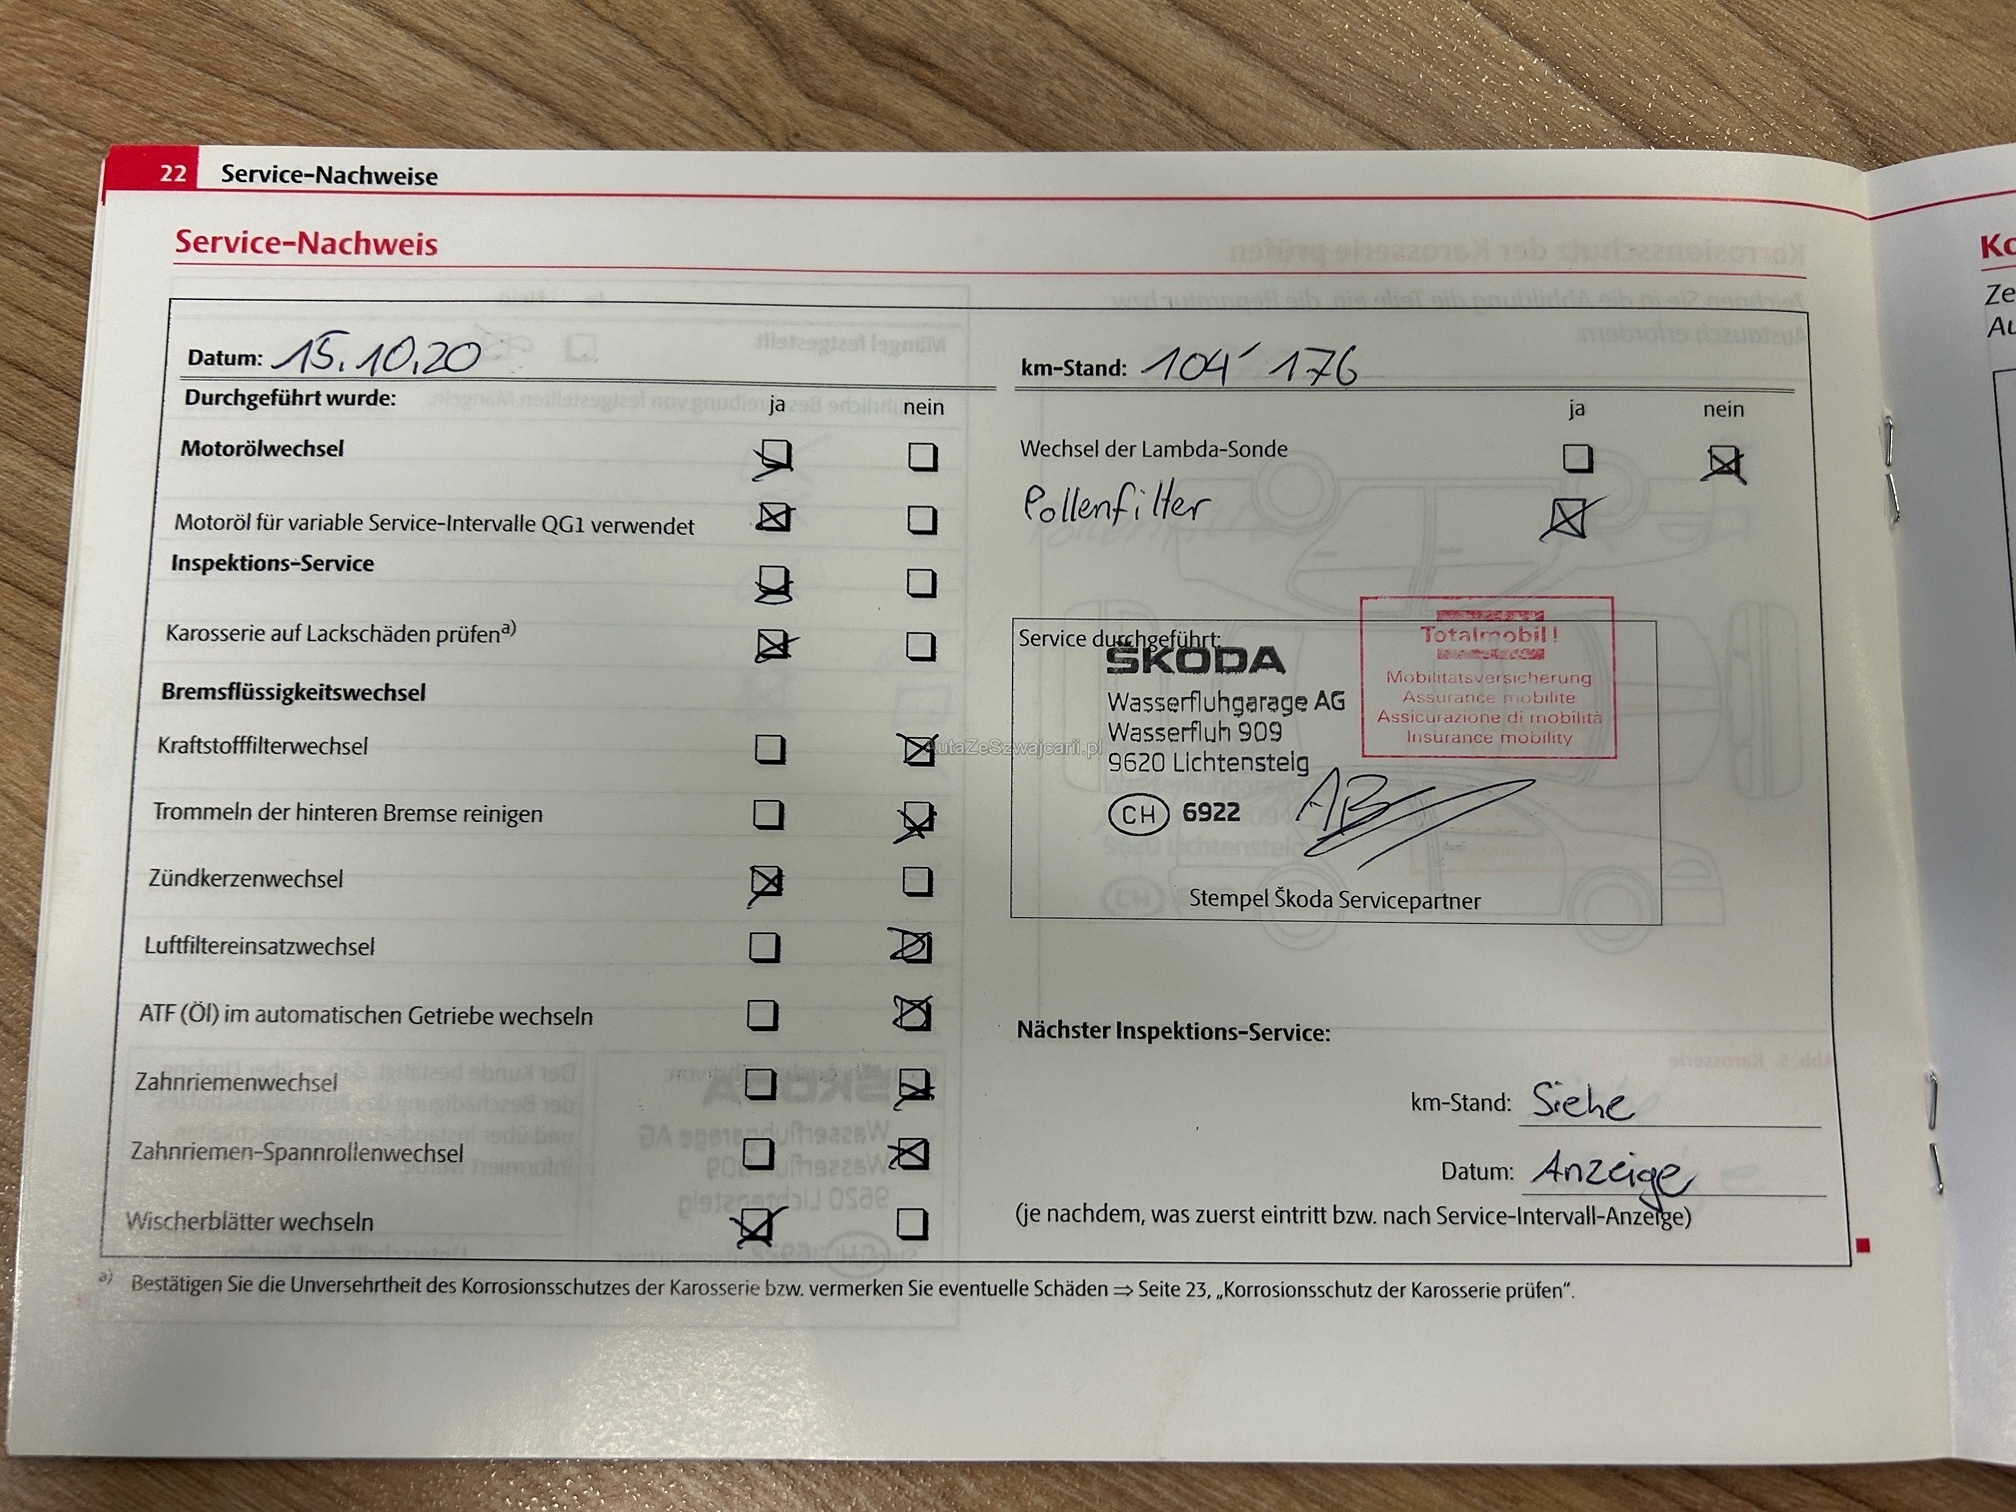 22 Service-Nachweise
Service-Nachweis
Datum: 15.10.20
Durchgeführt wurde: ja nein
Motorölwechsel
Motoröl für variable Service-Intervalle QG1 verwendet
Inspektions-Service
Karosserie auf Lackschäden prüfen a)
Bremsflüssigkeitswechsel
Kraftstofffilterwechsel
Trommeln der hinteren Bremse reinigen
Zündkerzenwechsel
Luftfiltereinsatzwechsel
ATF (Öl) im automatischen Getriebe wechseln
Zahnriemenwechsel
Zahnriemen-Spannrollenwechsel
Wischerblätter wechseln
km-Stand: 104' 176
ja nein
Wechsel der Lambda-Sonde
Pollenfilter
Service durchgeführt:
ŠKODA
Wasserfluhgarage AG
Wasserfluh 909
9620 Lichtensteig
CH 6922
AB
Totalmobil!
Mobilitätsversicherung
Assurance mobilité
Assicurazione di mobilità
Insurance mobility
Stempel Škoda Servicepartner
Nächster Inspektions-Service:
km-Stand: Siehe
Datum: Anzeige
(je nachdem, was zuerst eintritt bzw. nach Service-Intervall-Anzeige)
a) Bestätigen Sie die Unversehrtheit des Korrosionsschutzes der Karosserie bzw. vermerken Sie eventuelle Schäden ⇒ Seite 23, „Korrosionsschutz der Karosserie prüfen“.
AutaZeSzwajcarii.pl
Ko
Ze
Au